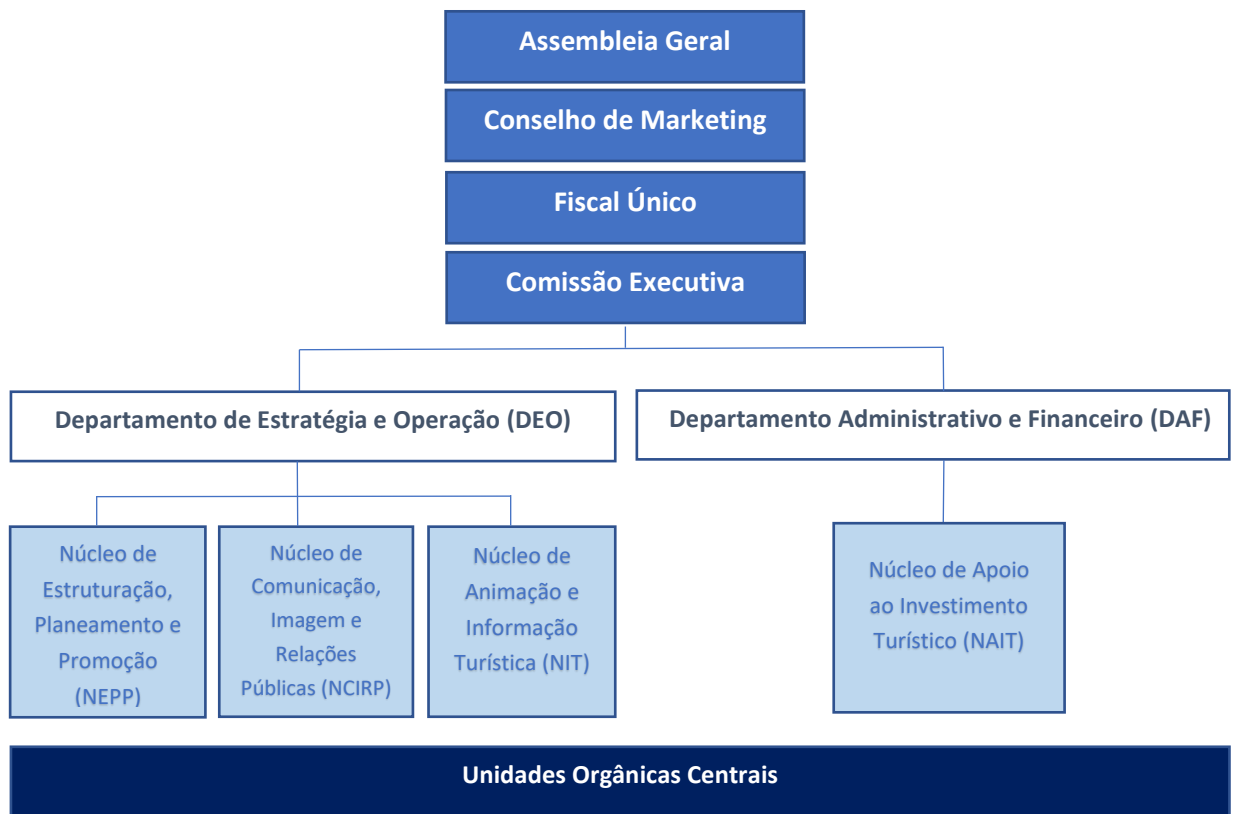 Assembleia Geral
Conselho de Marketing
Fiscal Único
Comissão Executiva
Departamento de Estratégia e Operação (DEO)
Departamento Administrativo e Financeiro (DAF)
Núcleo de
Estruturação,
Planeamento e
Promoção
(NEPP)
Núcleo de
Comunicação,
Imagem e
Relações
Públicas (NCIRP)
Núcleo de
Animação e
Informação
Turística (NIT)
Núcleo de Apoio
ao Investimento
Turístico (NAIT)
Unidades Orgânicas Centrais